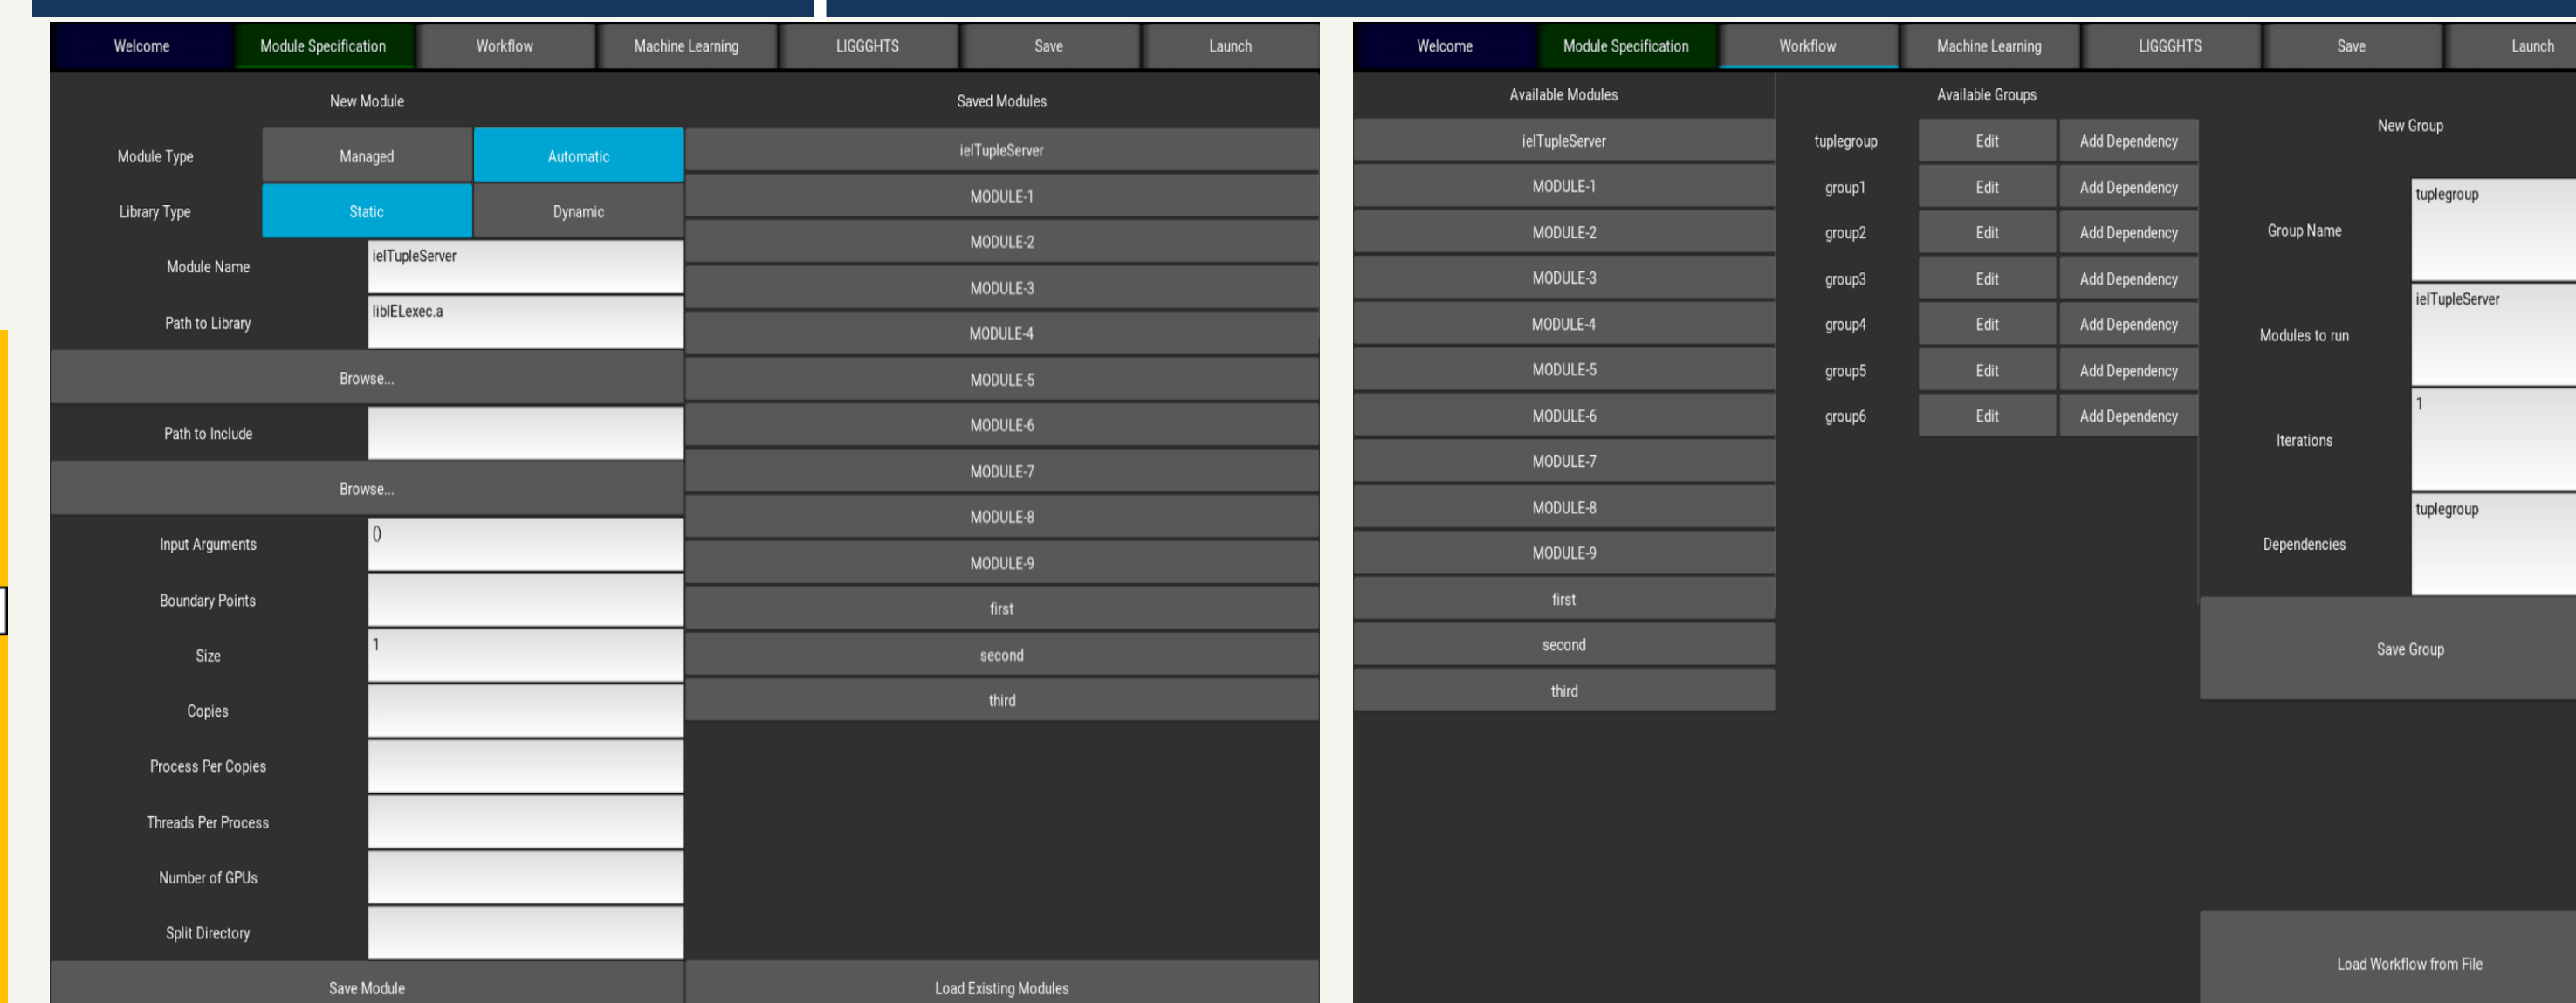 Welcome Module Specification Workflow Machine Learning LIGGGHTS Save Launch
New Module
Module Type Managed Automatic
Library Type Static Dynamic
Module Name ielTupleServer
Path to Library libIELexec.a
Browse...
Path to Include
Browse...
Input Arguments ()
Boundary Points
Size 1
Copies
Process Per Copies
Threads Per Process
Number of GPUs
Split Directory
Save Module
Saved Modules
ielTupleServer
MODULE-1
MODULE-2
MODULE-3
MODULE-4
MODULE-5
MODULE-6
MODULE-7
MODULE-8
MODULE-9
first
second
third
Load Existing Modules
Welcome Module Specification Workflow Machine Learning LIGGGHTS Save Launch
Available Modules
ielTupleServer
MODULE-1
MODULE-2
MODULE-3
MODULE-4
MODULE-5
MODULE-6
MODULE-7
MODULE-8
MODULE-9
first
second
third
Available Groups
tuplegroup Edit Add Dependency
group1 Edit Add Dependency
group2 Edit Add Dependency
group3 Edit Add Dependency
group4 Edit Add Dependency
group5 Edit Add Dependency
group6 Edit Add Dependency
New Group
Group Name tuplegroup
Modules to run ielTupleServer
Iterations 1
Dependencies tuplegroup
Save Group
Load Workflow from File